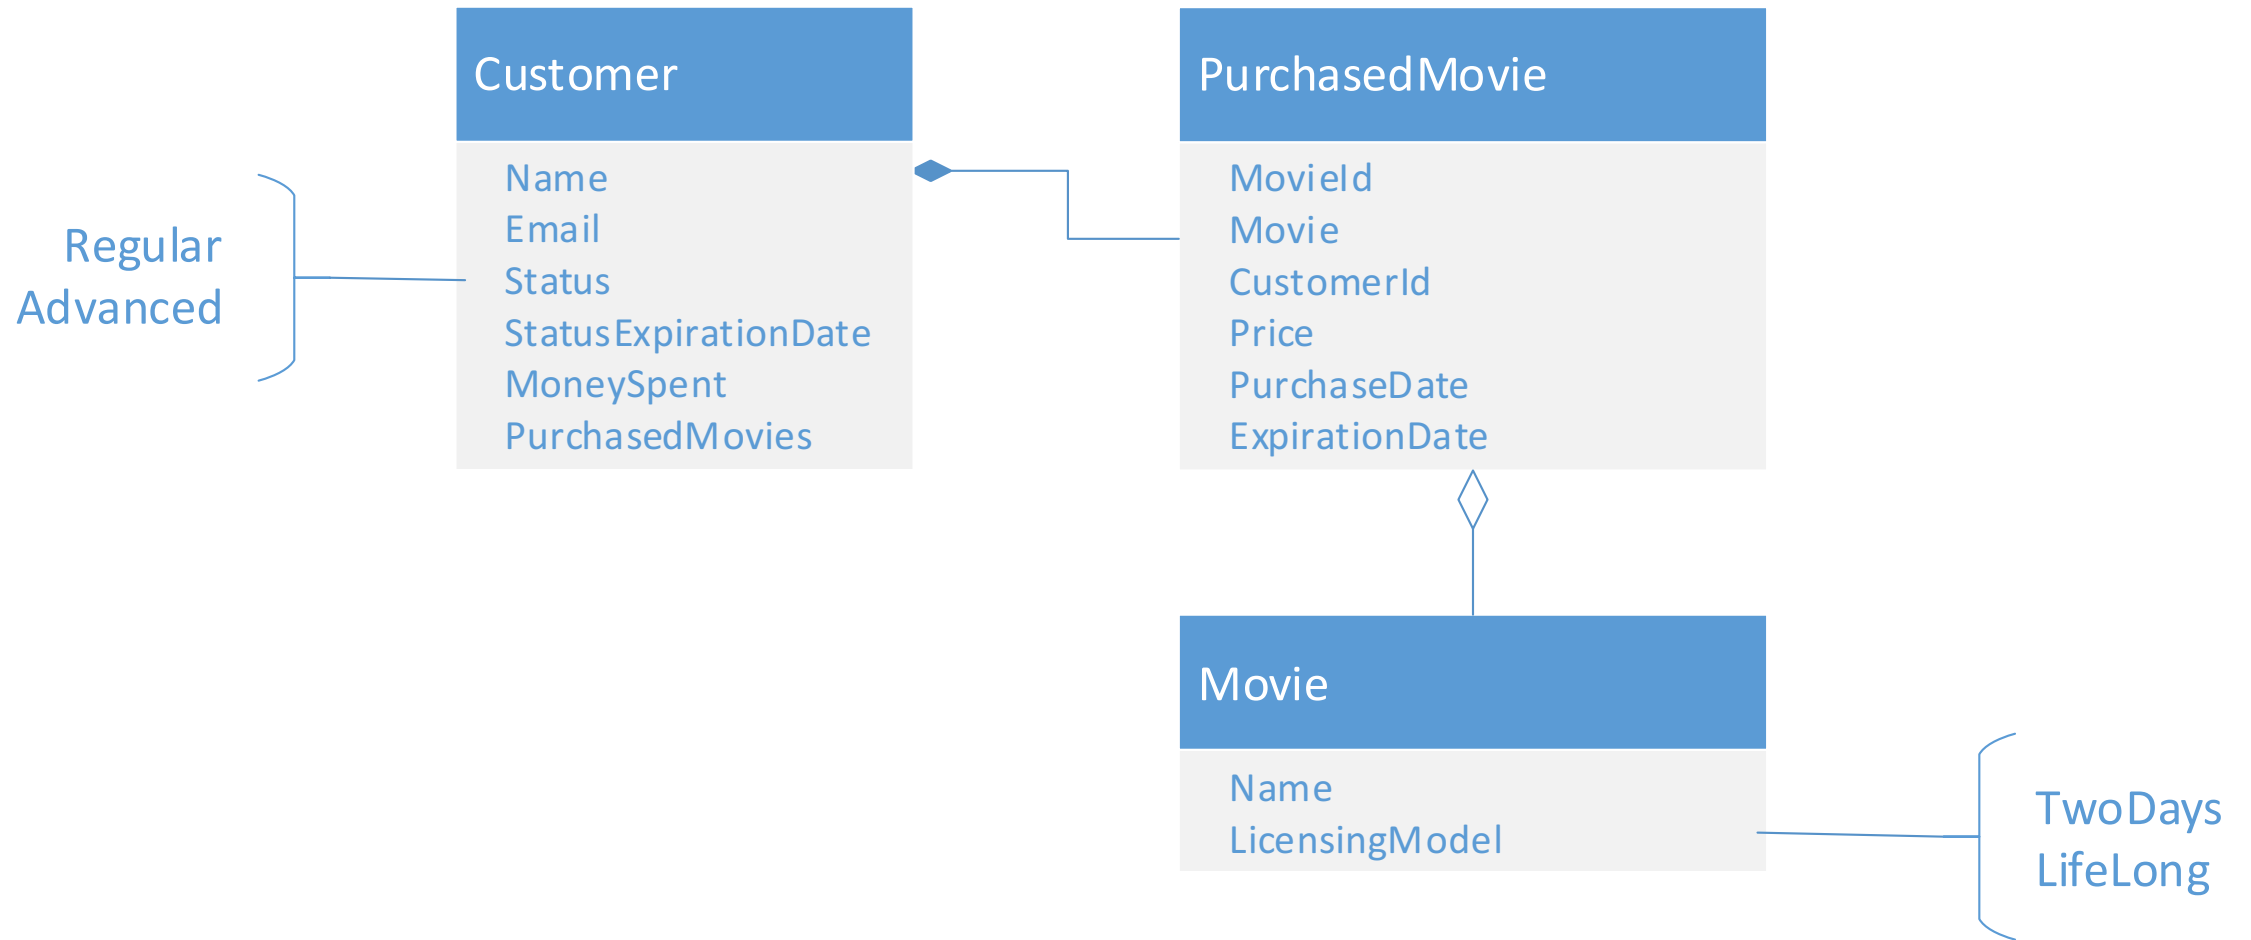 Customer
Name
Email
Status
StatusExpirationDate
MoneySpent
PurchasedMovies
Regular
Advanced
PurchasedMovie
MovieId
Movie
CustomerId
Price
PurchaseDate
ExpirationDate
Movie
Name
LicensingModel
TwoDays
LifeLong